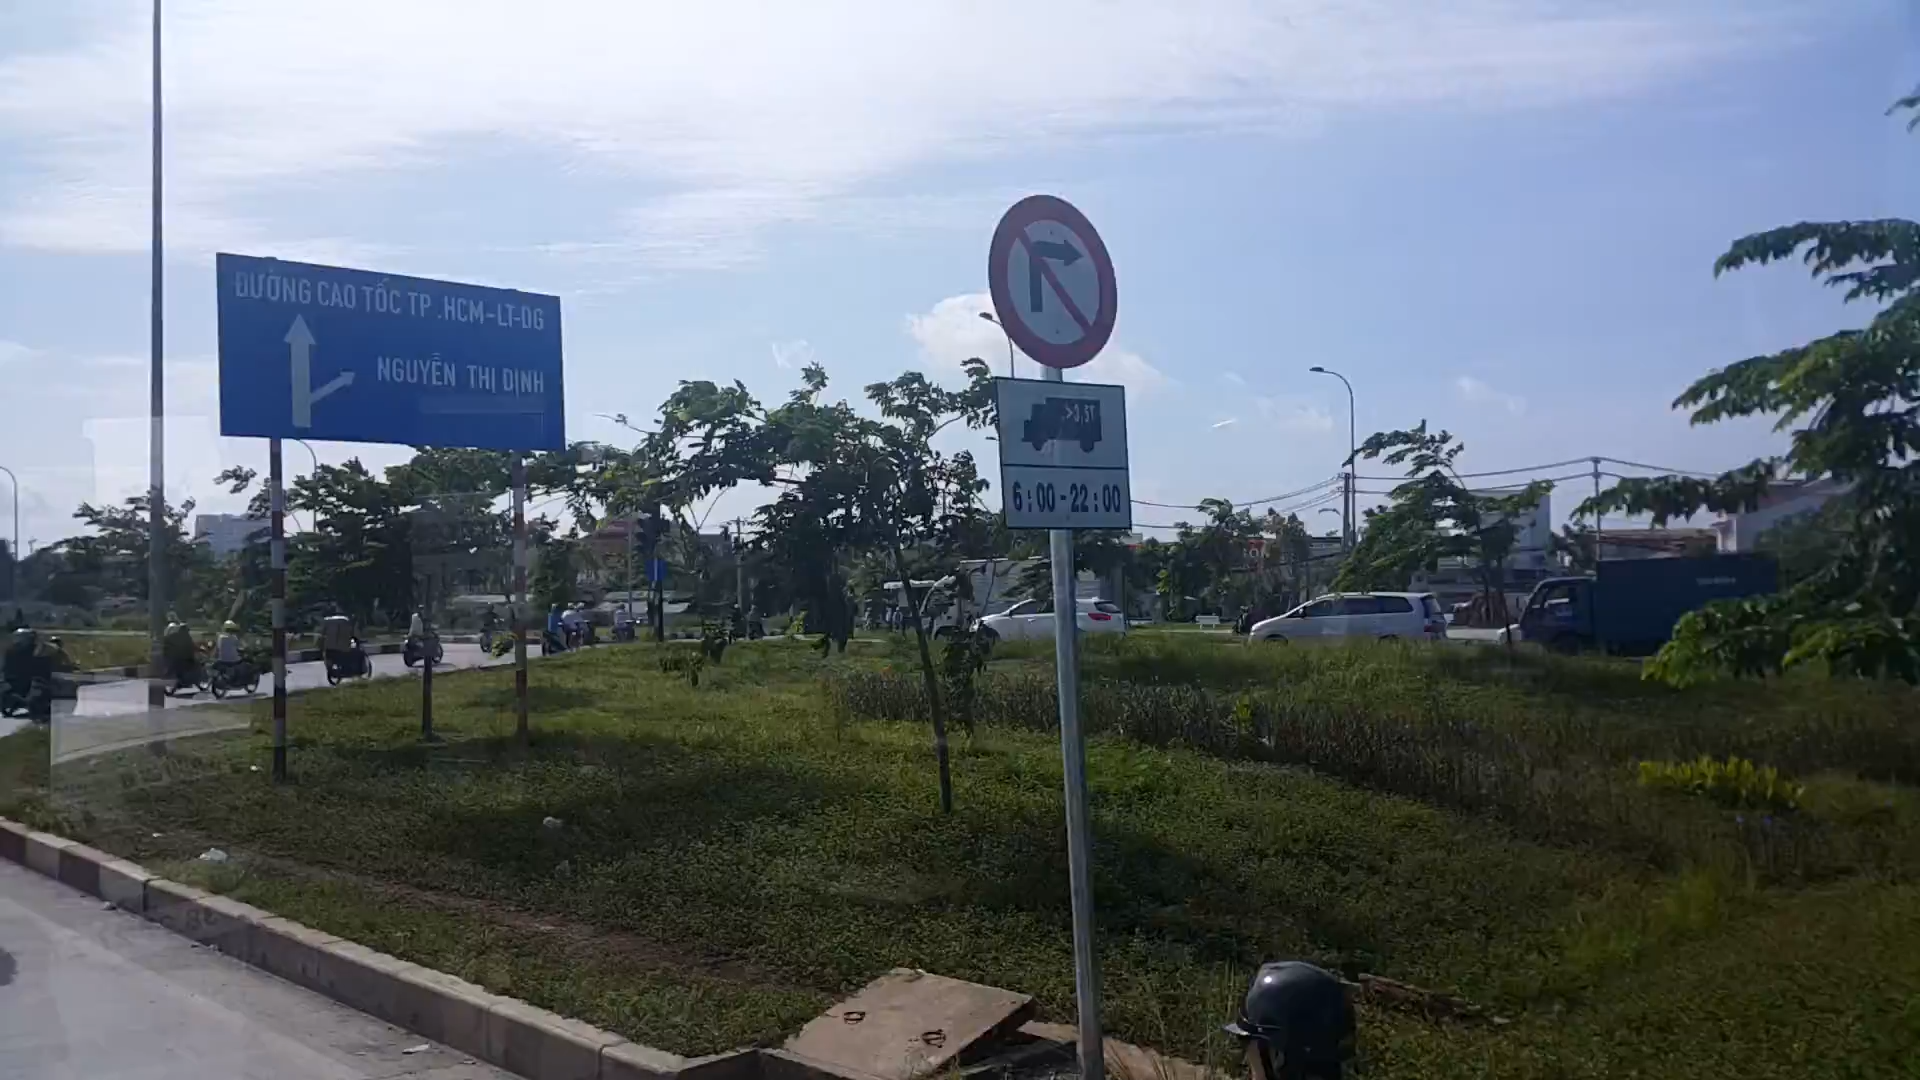 ĐƯỜNG CAO TỐC TP.HCM-LT-DG
NGUYỄN THỊ ĐỊNH
>3,5T
6:00-22:00